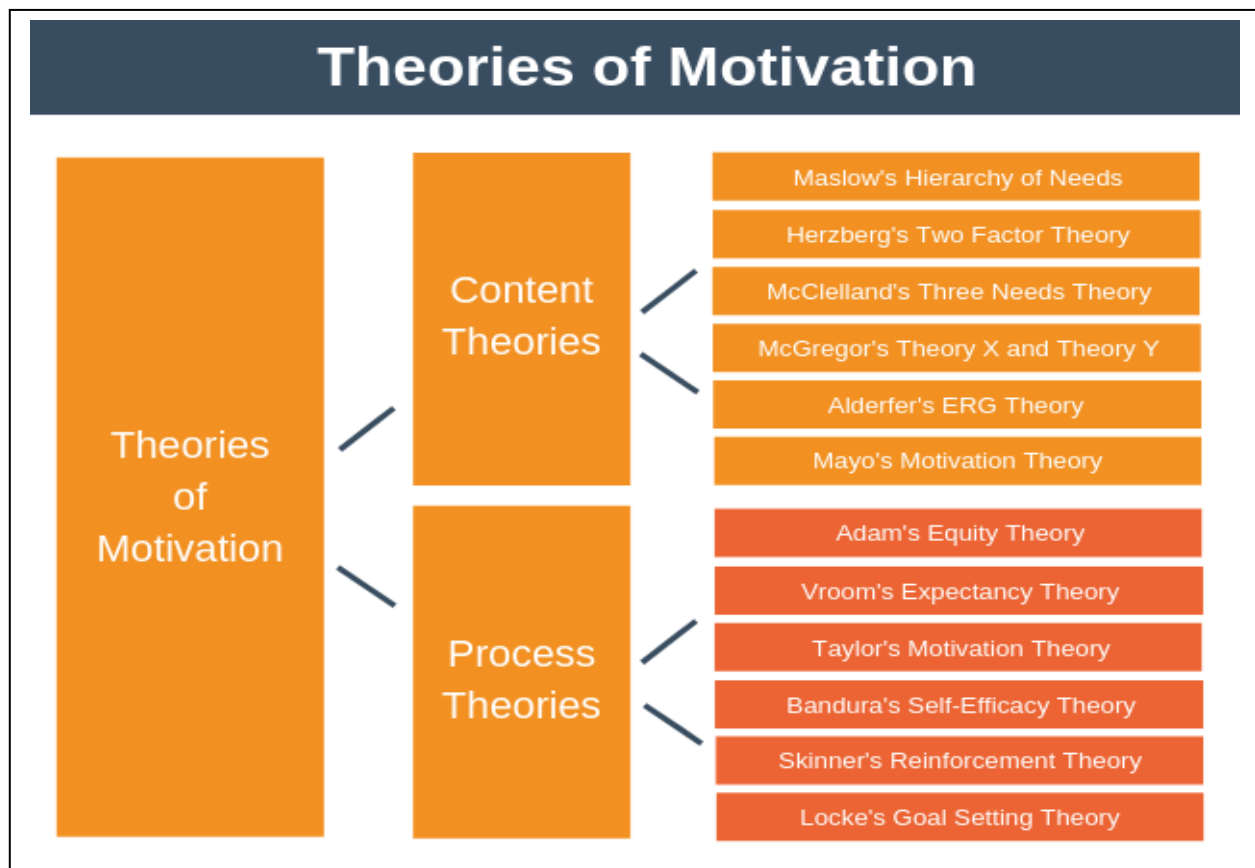 Theories of Motivation
Theories
of
Motivation
Content
Theories
Maslow's Hierarchy of Needs
Herzberg's Two Factor Theory
McClelland's Three Needs Theory
McGregor's Theory X and Theory Y
Alderfer's ERG Theory
Mayo's Motivation Theory
Process
Theories
Adam's Equity Theory
Vroom's Expectancy Theory
Taylor's Motivation Theory
Bandura's Self-Efficacy Theory
Skinner's Reinforcement Theory
Locke's Goal Setting Theory